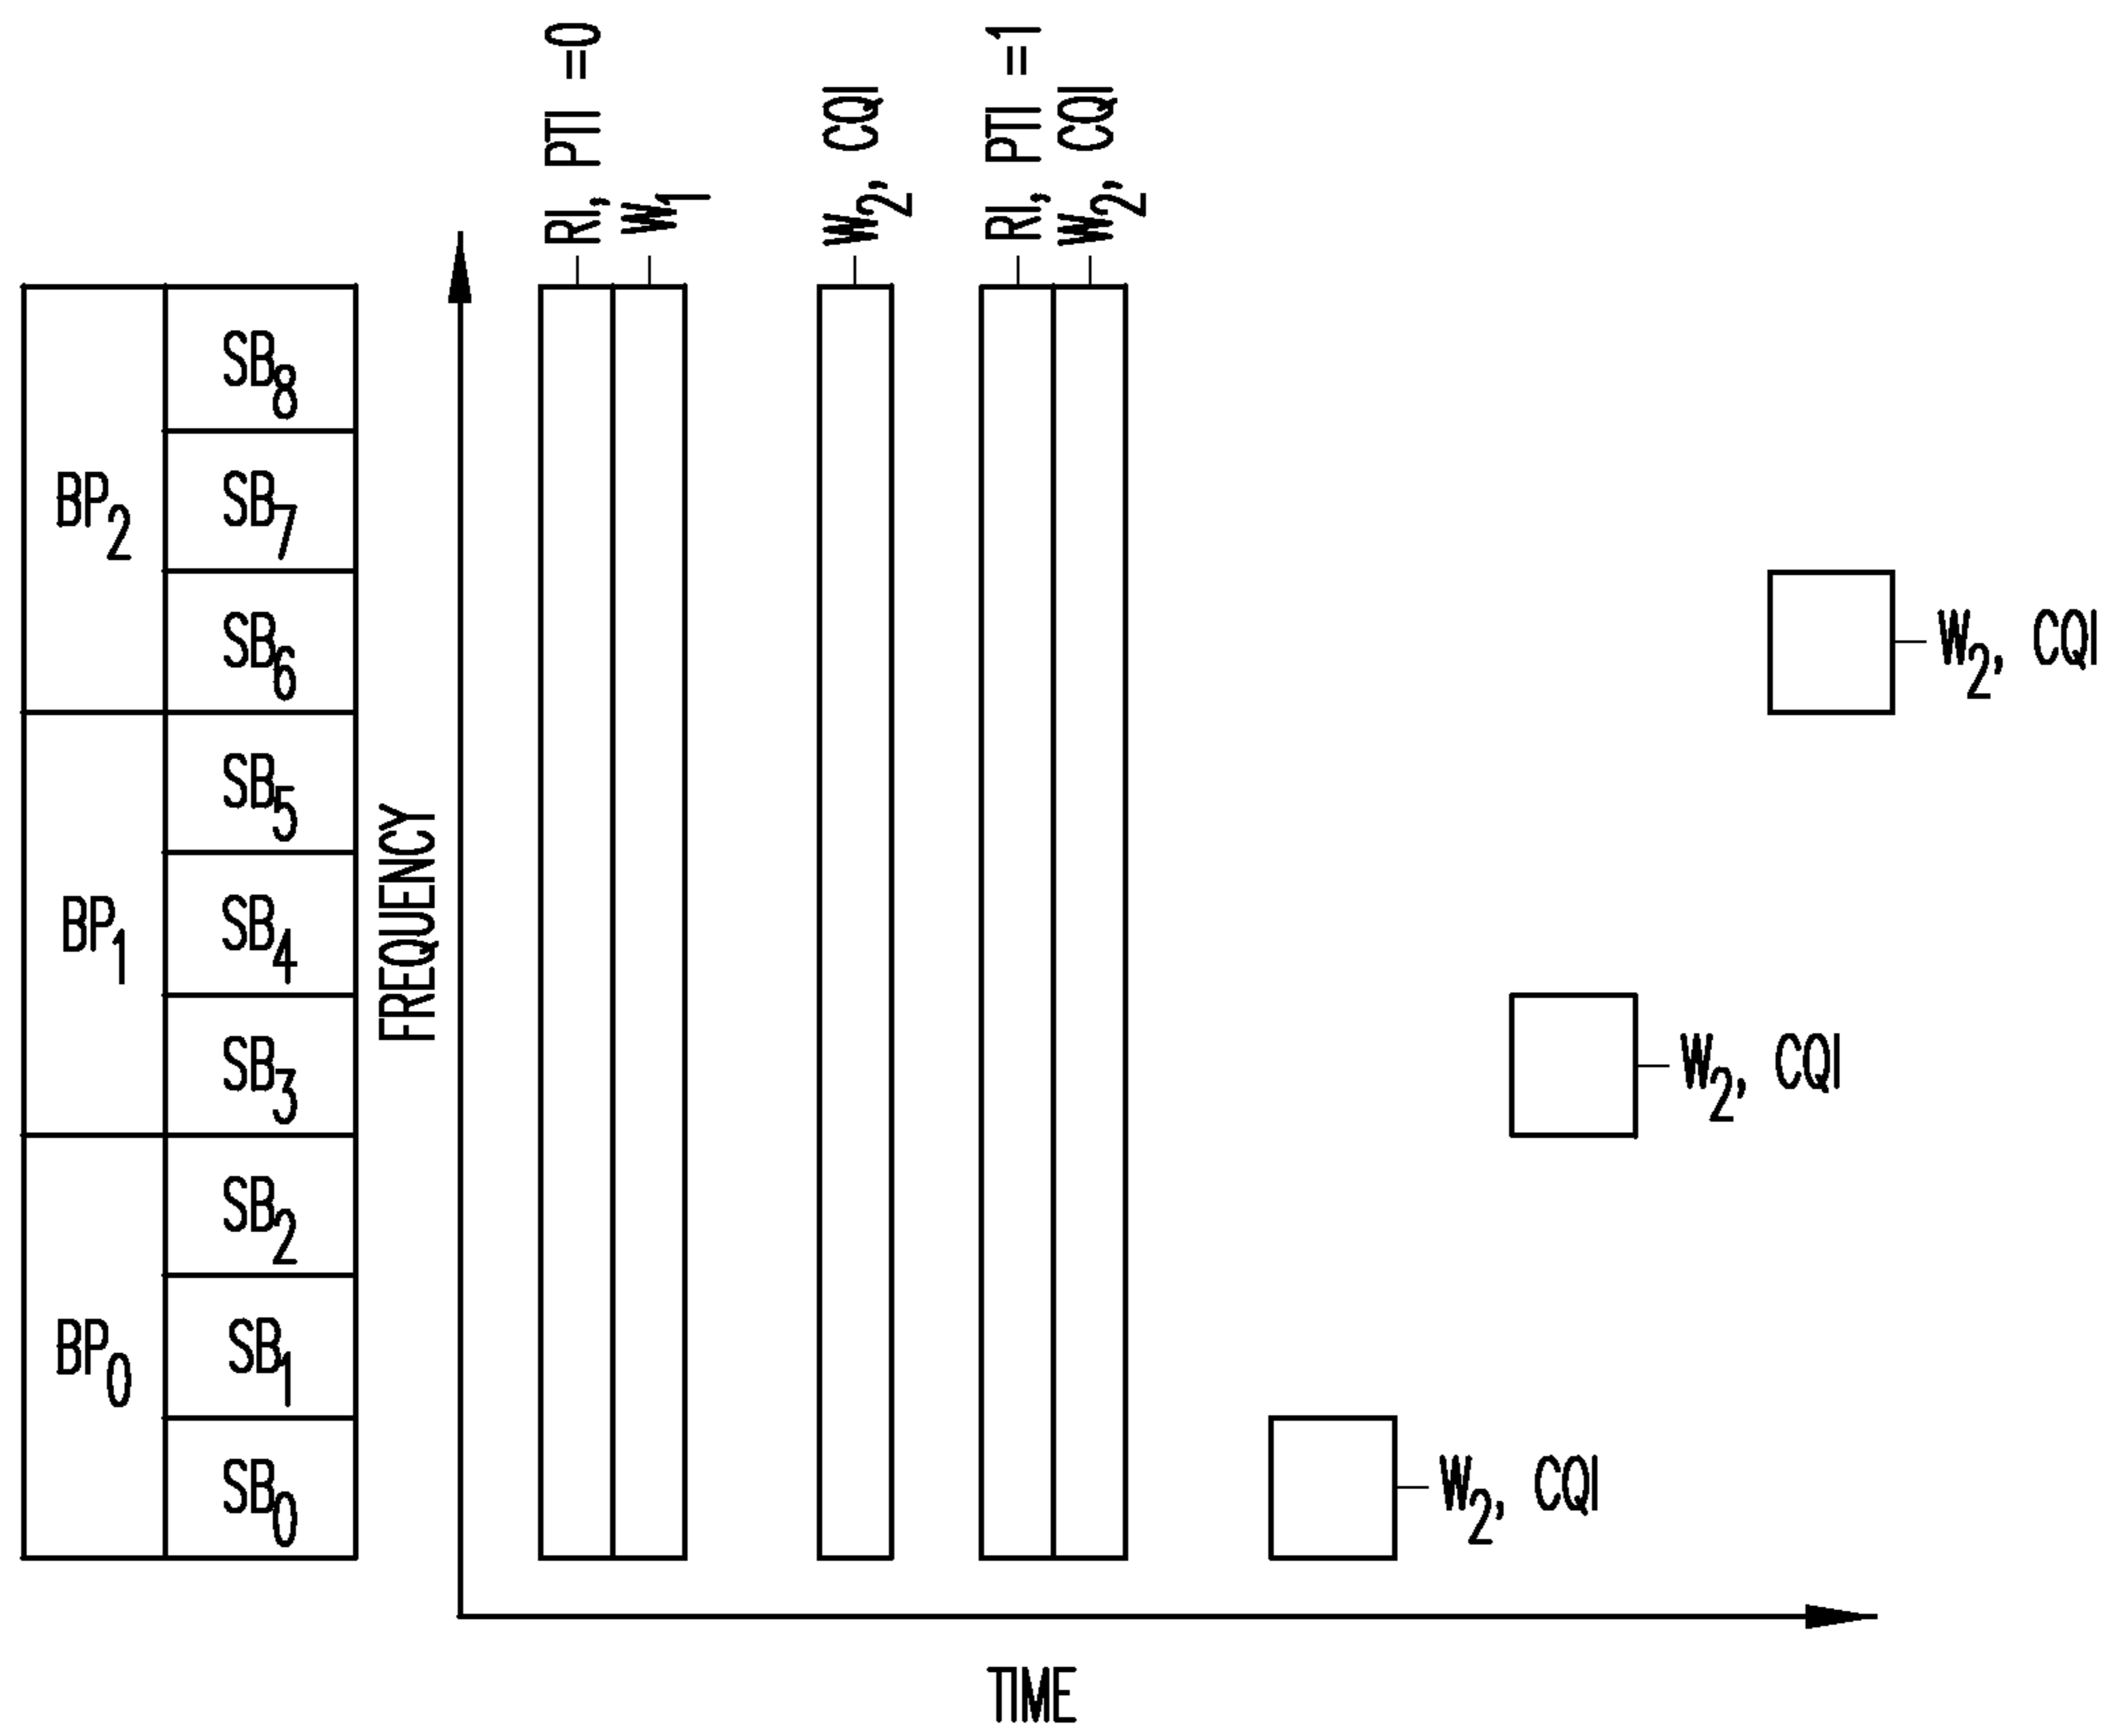 RI, PTI =0
W1
W2, CQI
RI, PTI =1
W2, CQI
BP2
SB8
SB7
SB6
BP1
SB5
SB4
SB3
BP0
SB2
SB1
SB0
FREQUENCY
W2, CQI
W2, CQI
W2, CQI
TIME